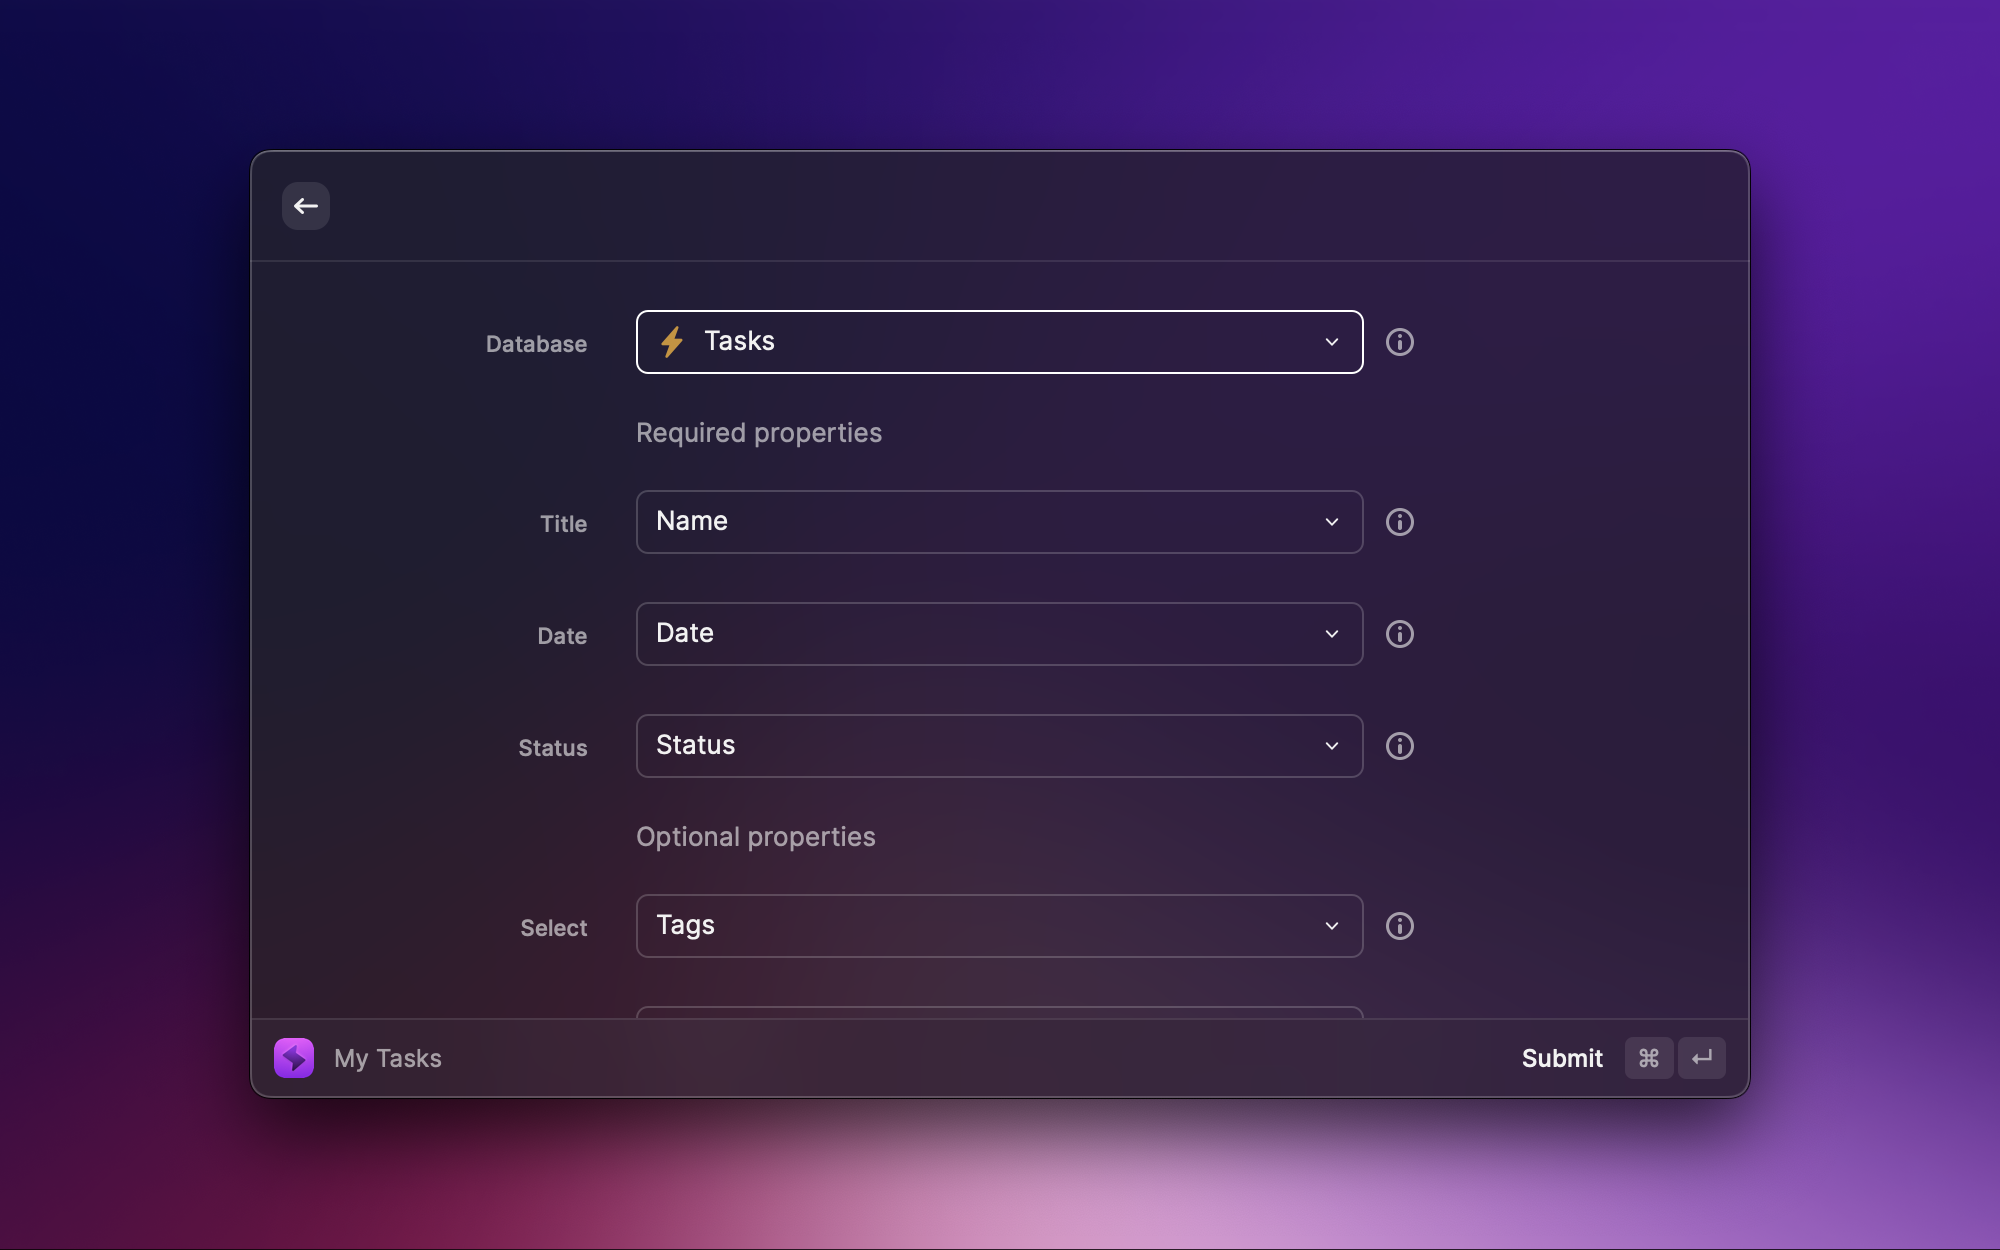 Database
Tasks
Required properties
Title
Name
Date
Date
Status
Status
Optional properties
Select
Tags
My Tasks
Submit ⌘ ↵